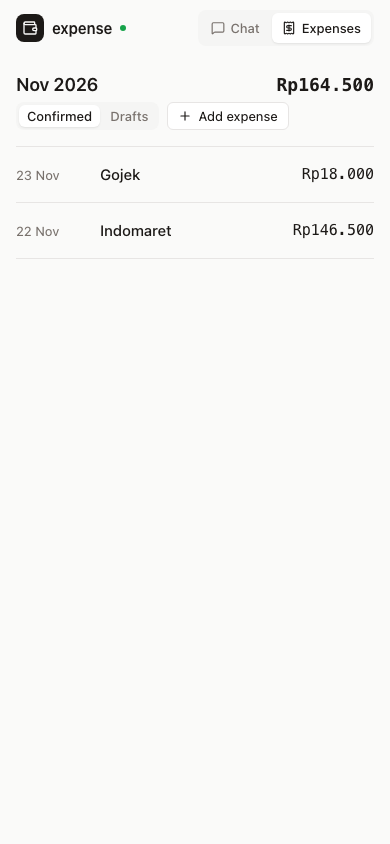 expense Chat Expenses
Nov 2026 Rp164.500
Confirmed Drafts Add expense
23 Nov Gojek Rp18.000
22 Nov Indomaret Rp146.500